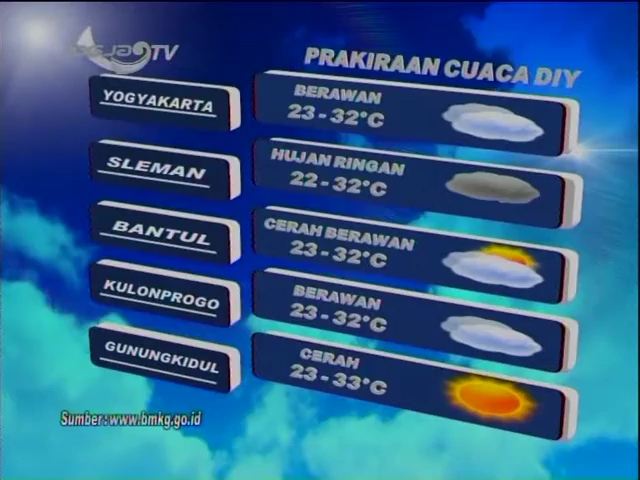 JOGJA TV
PRAKIRAAN CUACA DIY
YOGYAKARTA
BERAWAN
23 - 32°C
SLEMAN
HUJAN RINGAN
22 - 32°C
BANTUL
CERAH BERAWAN
23 - 32°C
KULONPROGO
BERAWAN
23 - 32°C
GUNUNGKIDUL
CERAH
23 - 33°C
Sumber:www.bmkg.go.id